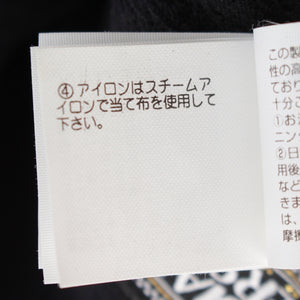 ④アイロンはスチームア
イロンで当て布を使用して
下さい。
この製
性の高
ており
十分ご
①お
ニン
②日
用後
など
きま
は、
摩擦